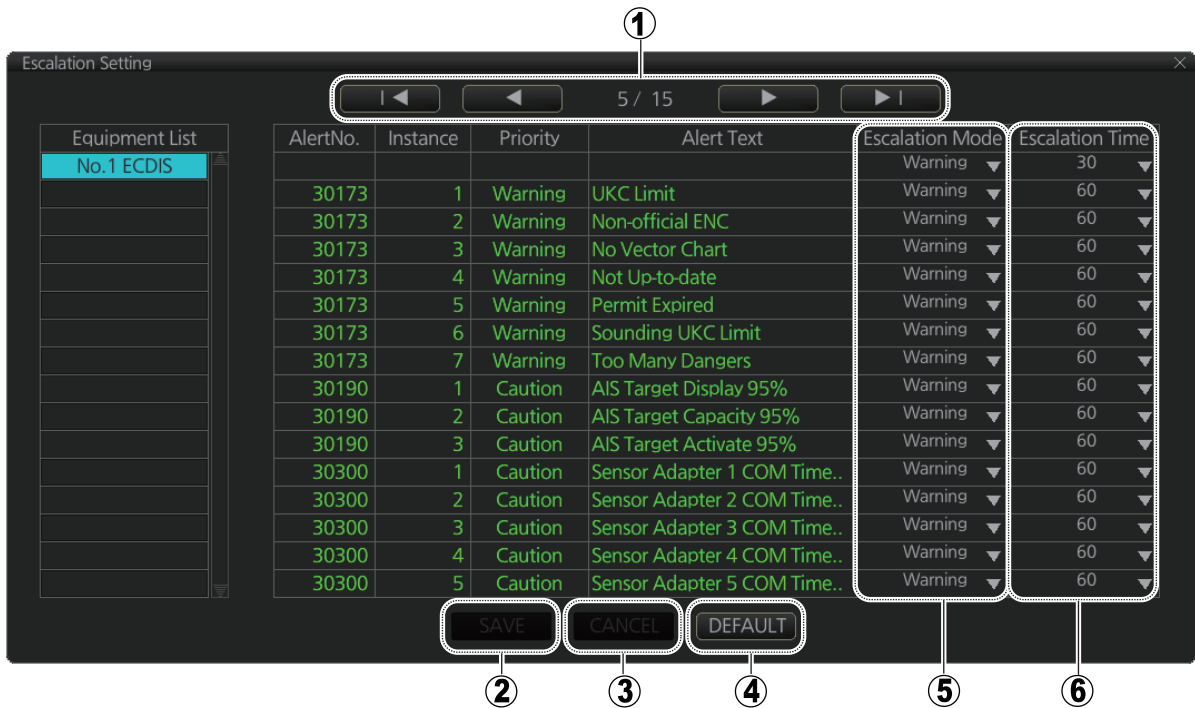 1
Escalation Setting
5 / 15
Equipment List
AlertNo. Instance Priority Alert Text Escalation Mode Escalation Time
No.1 ECDIS Warning 30
30173 1 Warning UKC Limit Warning 60
30173 2 Warning Non-official ENC Warning 60
30173 3 Warning No Vector Chart Warning 60
30173 4 Warning Not Up-to-date Warning 60
30173 5 Warning Permit Expired Warning 60
30173 6 Warning Sounding UKC Limit Warning 60
30173 7 Warning Too Many Dangers Warning 60
30190 1 Caution AIS Target Display 95% Warning 60
30190 2 Caution AIS Target Capacity 95% Warning 60
30190 3 Caution AIS Target Activate 95% Warning 60
30300 1 Caution Sensor Adapter 1 COM Time.. Warning 60
30300 2 Caution Sensor Adapter 2 COM Time.. Warning 60
30300 3 Caution Sensor Adapter 3 COM Time.. Warning 60
30300 4 Caution Sensor Adapter 4 COM Time.. Warning 60
30300 5 Caution Sensor Adapter 5 COM Time.. Warning 60
SAVE CANCEL DEFAULT
2 3 4 5 6